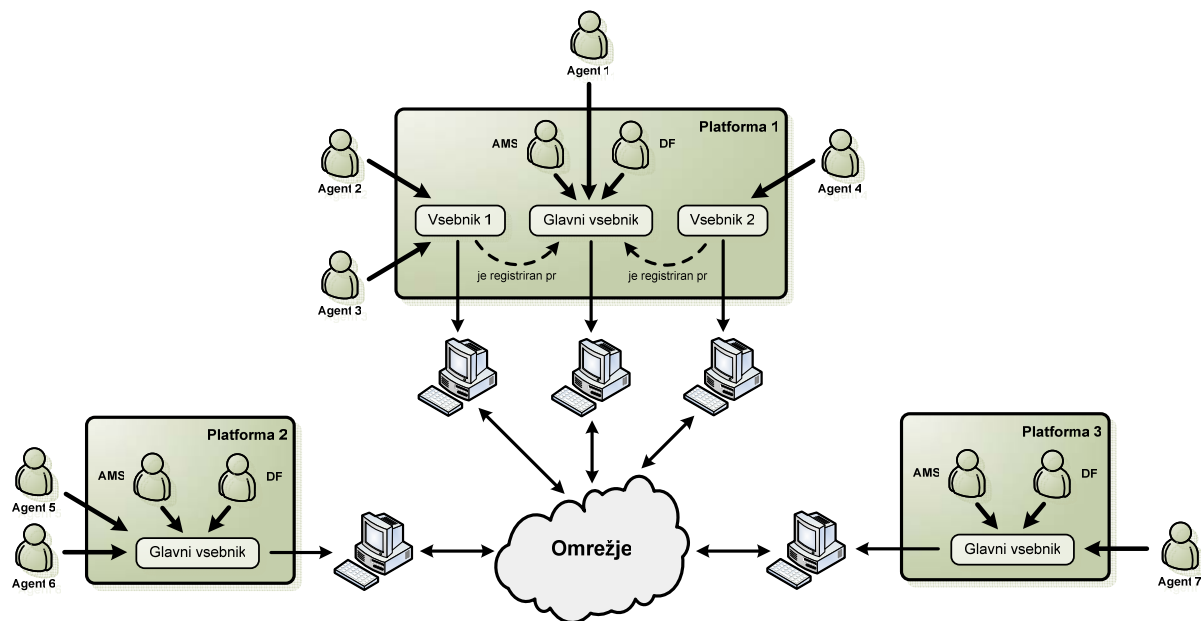 Agent 1
Platforma 1
AMS
DF
Agent 2
Agent 4
Vsebnik 1
Glavni vsebnik
Vsebnik 2
je registriran pr
je registriran pr
Agent 3
Platforma 2
AMS
DF
Agent 5
Glavni vsebnik
Agent 6
Omrežje
Platforma 3
AMS
DF
Glavni vsebnik
Agent 7